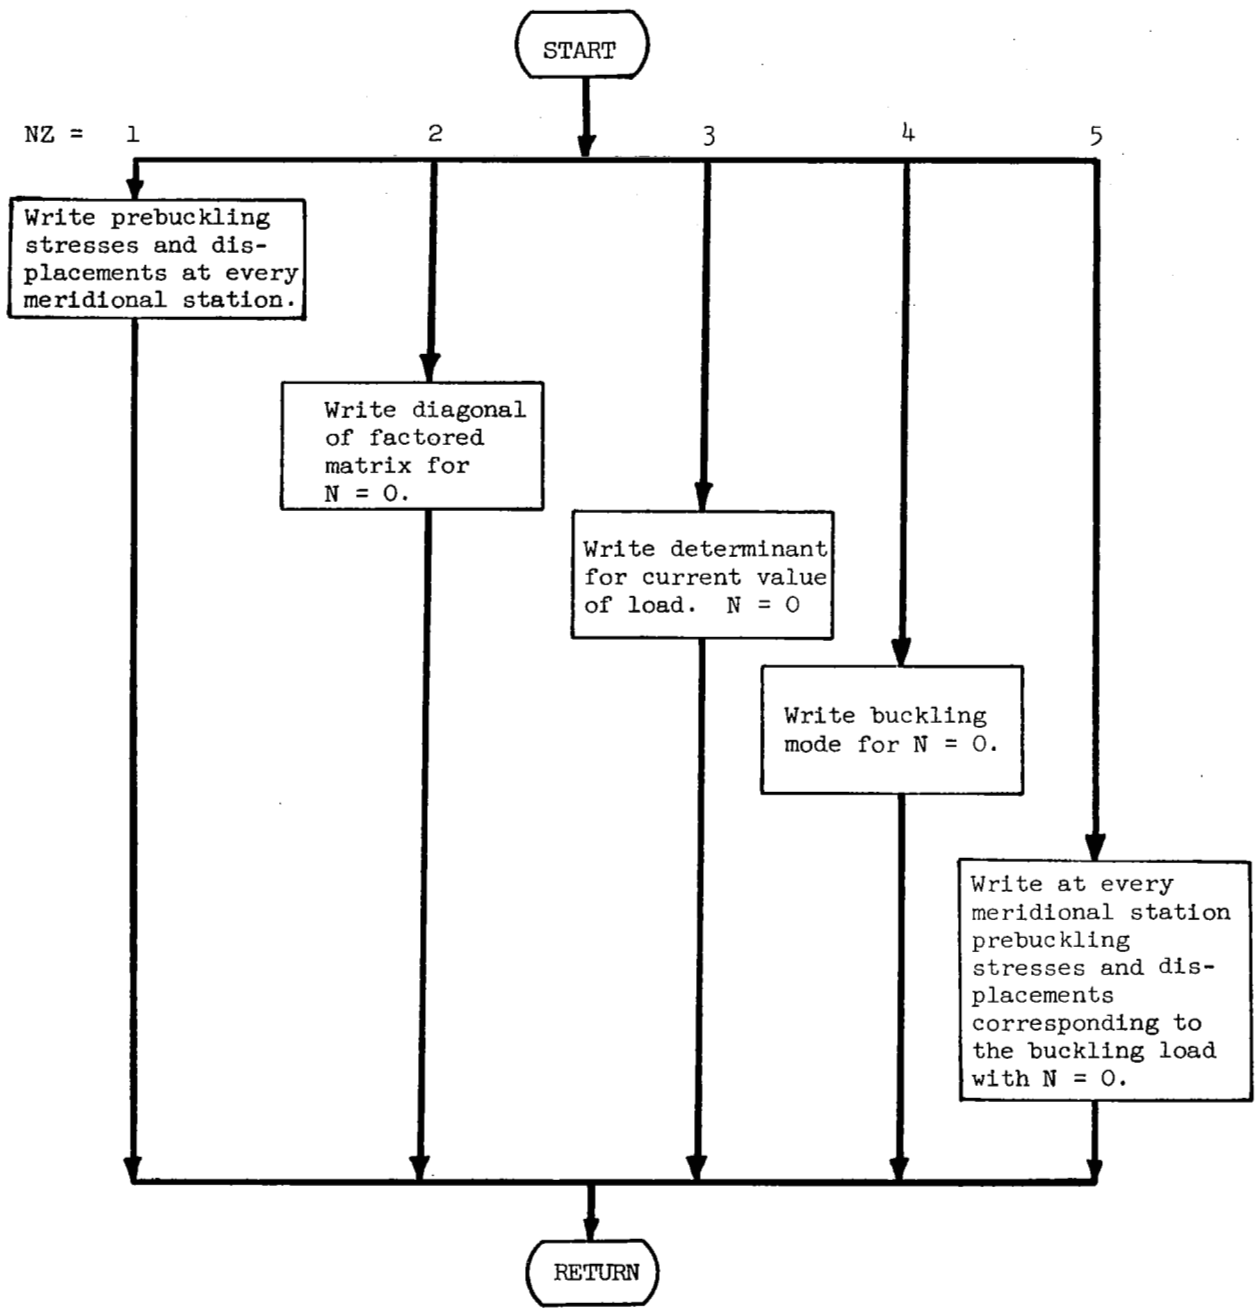 START
NZ = 1 2 3 4 5
Write prebuckling
stresses and dis-
placements at every
meridional station.
Write diagonal
of factored
matrix for
N = 0.
Write determinant
for current value
of load. N = 0
Write buckling
mode for N = 0.
Write at every
meridional station
prebuckling
stresses and dis-
placements
corresponding to
the buckling load
with N = 0.
RETURN